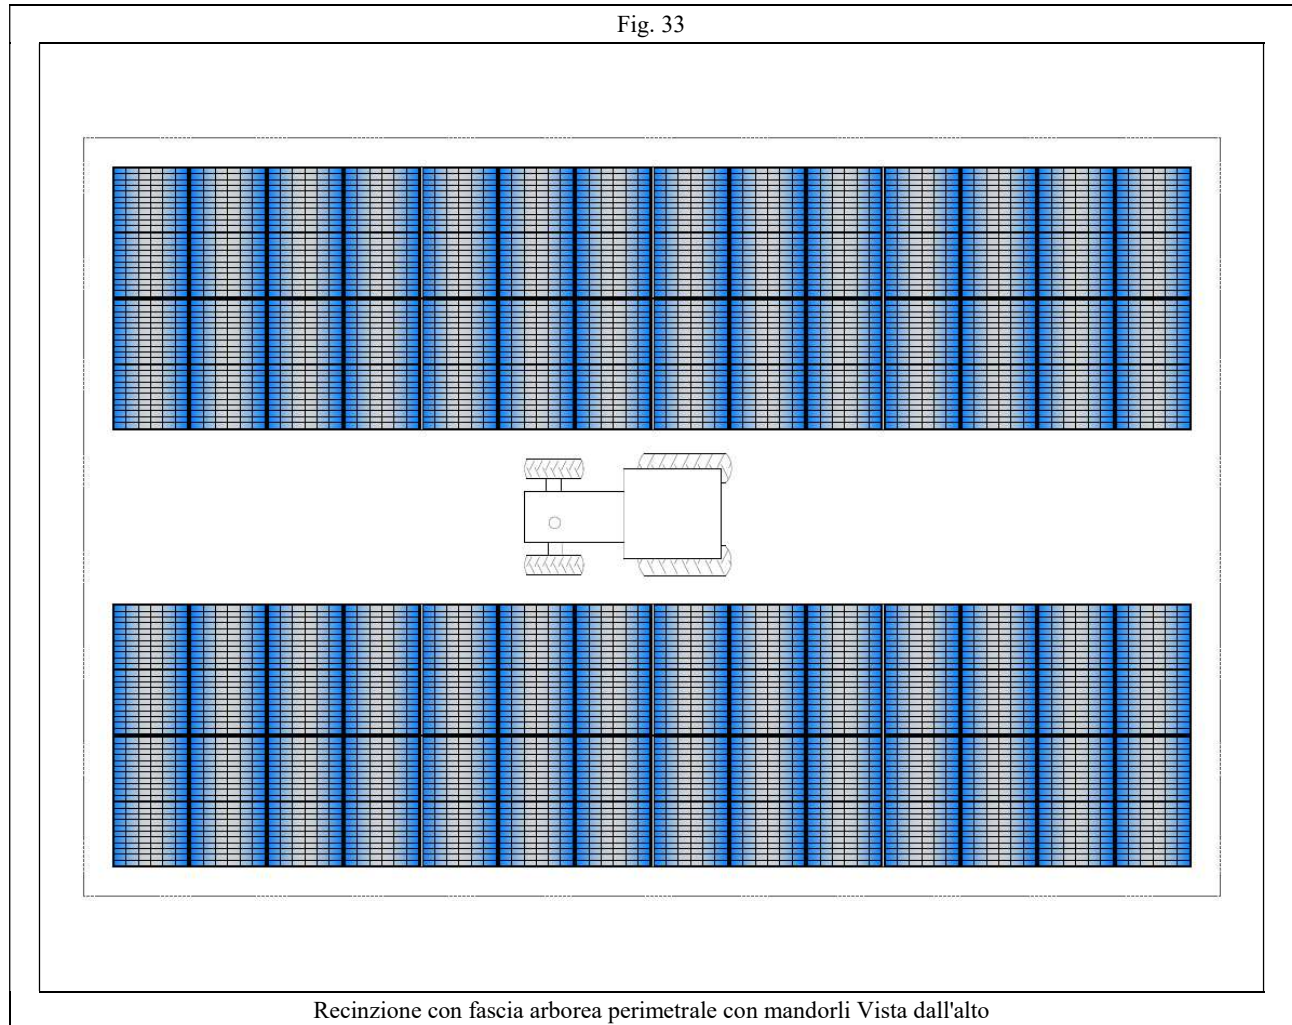 Fig. 33
Recinzione con fascia arborea perimetrale con mandorli Vista dall'alto